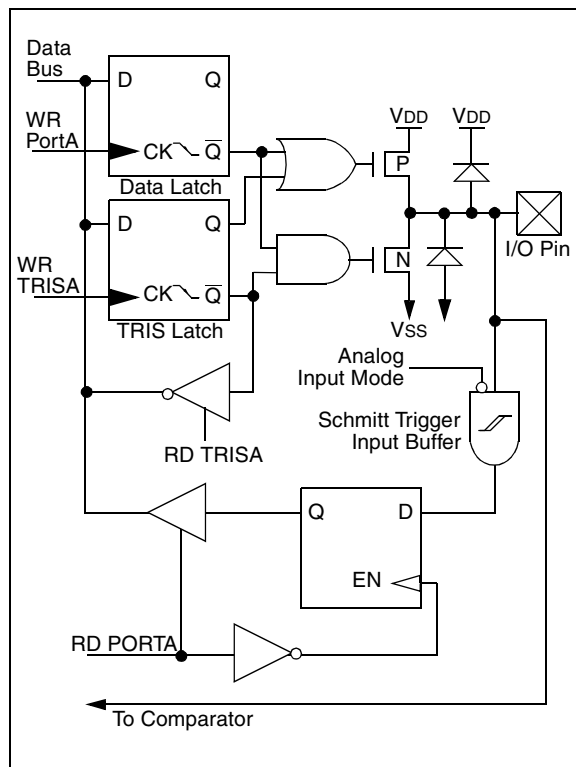 Data
Bus
D
Q
VDD
VDD
WR
PortA
CK
Q
P
Data Latch
D
Q
I/O Pin
N
WR
TRISA
CK
Q
VSS
TRIS Latch
Analog
Input Mode
Schmitt Trigger
Input Buffer
RD TRISA
Q
D
EN
RD PORTA
To Comparator